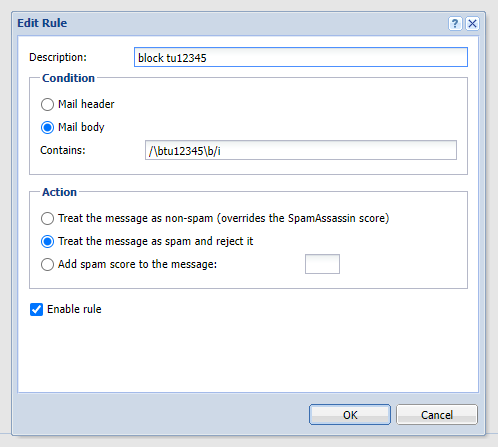 Edit Rule
Description: block tu12345
Condition
Mail header
Mail body
Contains: /\btu12345\b/i
Action
Treat the message as non-spam (overrides the SpamAssassin score)
Treat the message as spam and reject it
Add spam score to the message:
Enable rule
OK Cancel